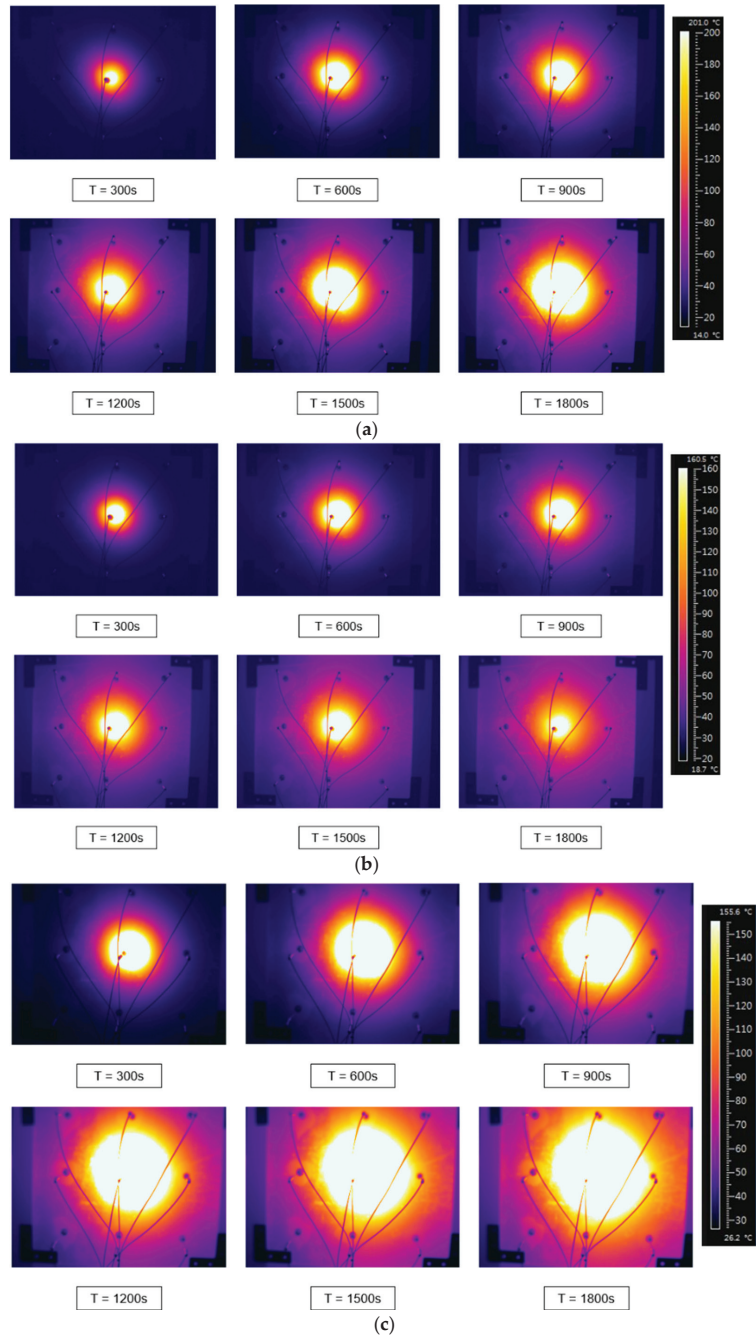 201.0 °C
200
180
160
140
120
100
80
60
40
20
14.0 °C
T = 300s
T = 600s
T = 900s
T = 1200s
T = 1500s
T = 1800s
(a)
160.5 °C
160
150
140
130
120
110
100
90
80
70
60
50
40
30
20
18.7 °C
T = 300s
T = 600s
T = 900s
T = 1200s
T = 1500s
T = 1800s
(b)
155.6 °C
150
140
130
120
110
100
90
80
70
60
50
40
30
26.2 °C
T = 300s
T = 600s
T = 900s
T = 1200s
T = 1500s
T = 1800s
(c)